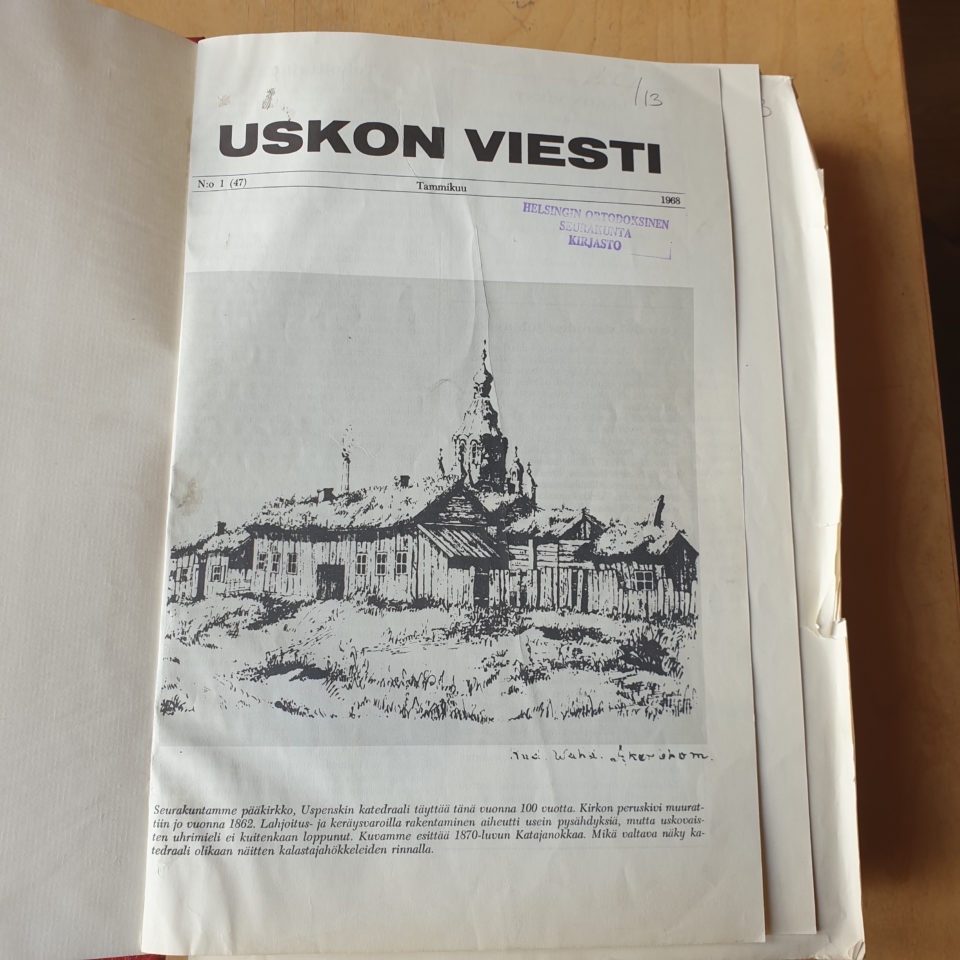 /13
USKON VIESTI
N:o 1 (47) Tammikuu 1968
HELSINGIN ORTODOKSINEN
SEURAKUNTA
KIRJASTO
Seurakuntamme pääkirkko, Uspenskin katedraali täyttää tänä vuonna 100 vuotta. Kirkon peruskivi muurat-
tiin jo vuonna 1862. Lahjoitus- ja keräysvaroilla rakentaminen aiheutti usein pysähdyksiä, mutta uskovais-
ten uhrimieli ei kuitenkaan loppunut. Kuvamme esittää 1870-luvun Katajanokkaa. Mikä valtava näky ka-
tedraali olikaan näitten kalastajahökkeleiden rinnalla.